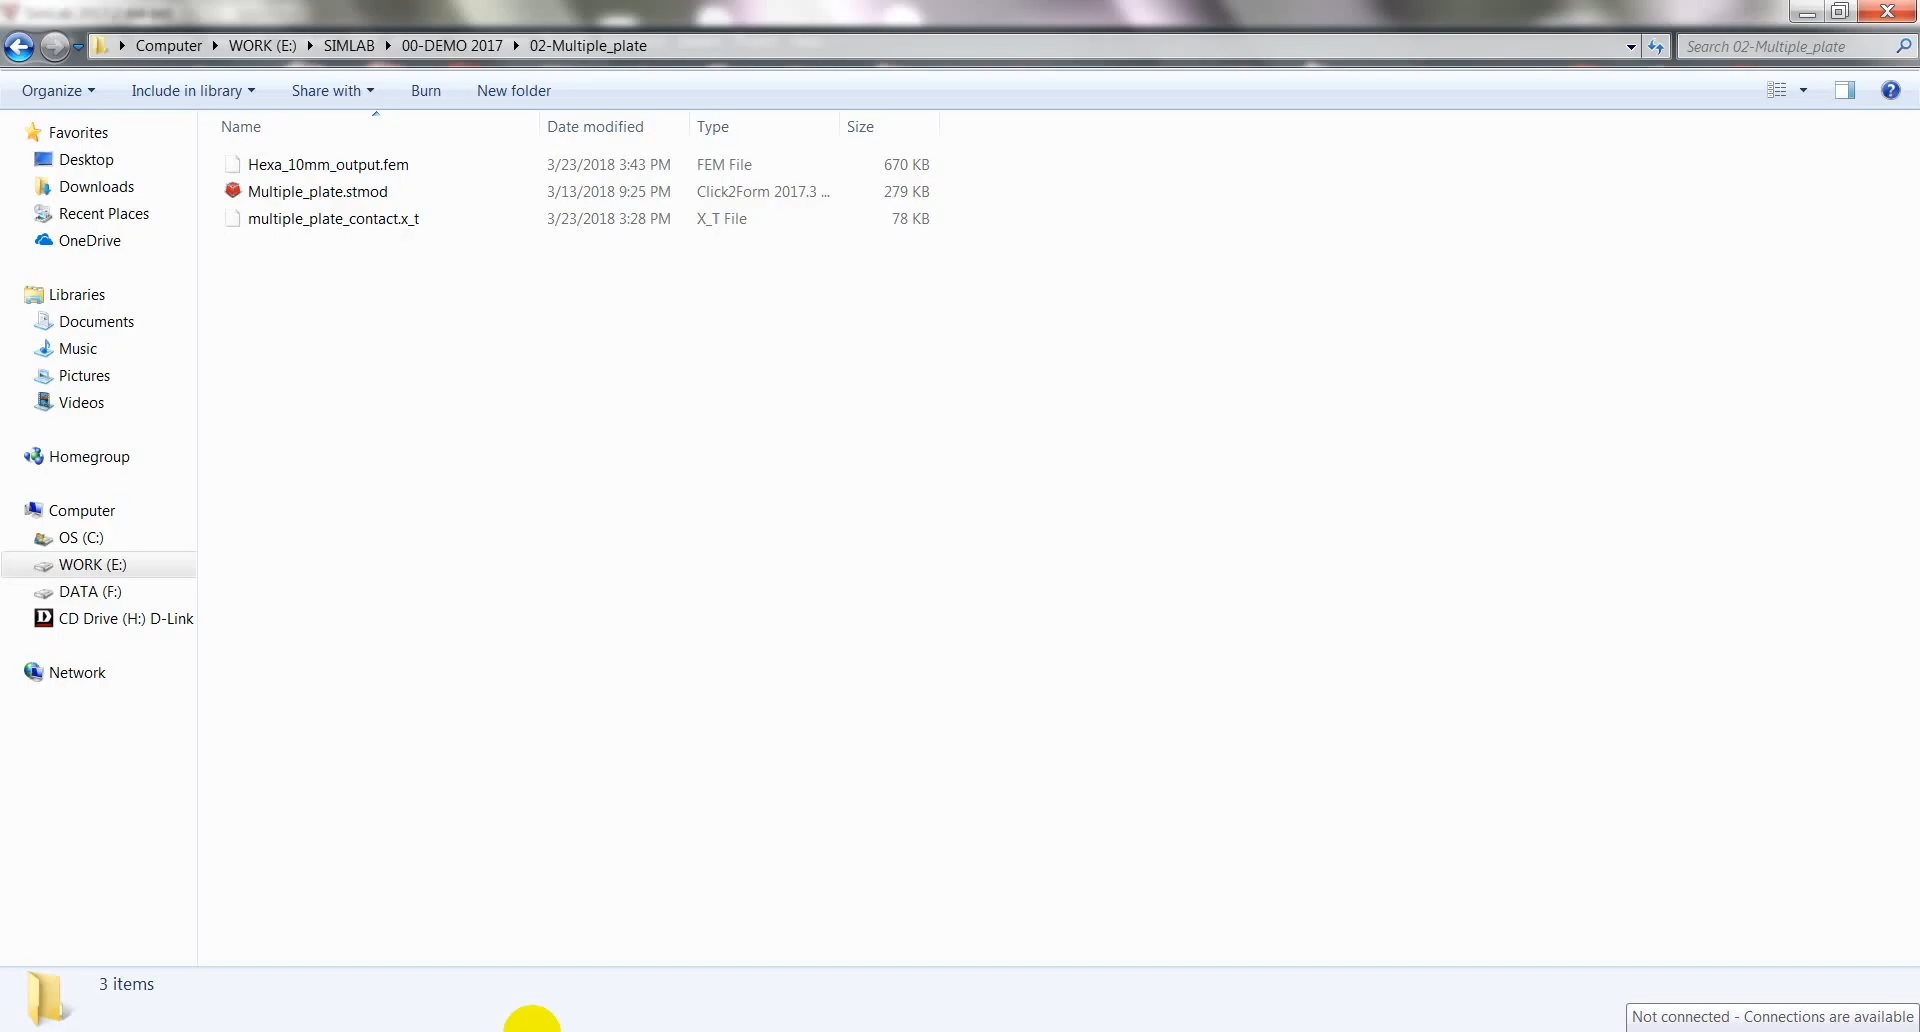 Computer WORK (E:) SIMLAB 00-DEMO 2017 02-Multiple_plate Search 02-Multiple_plate
Organize Include in library Share with Burn New folder
Name Date modified Type Size
Favorites
Desktop
Downloads
Recent Places
OneDrive
Libraries
Documents
Music
Pictures
Videos
Homegroup
Computer
OS (C:)
WORK (E:)
DATA (F:)
CD Drive (H:) D-Link
Network
Hexa_10mm_output.fem 3/23/2018 3:43 PM FEM File 670 KB
Multiple_plate.stmod 3/13/2018 9:25 PM Click2Form 2017.3 ... 279 KB
multiple_plate_contact.x_t 3/23/2018 3:28 PM X_T File 78 KB
3 items
Not connected - Connections are available